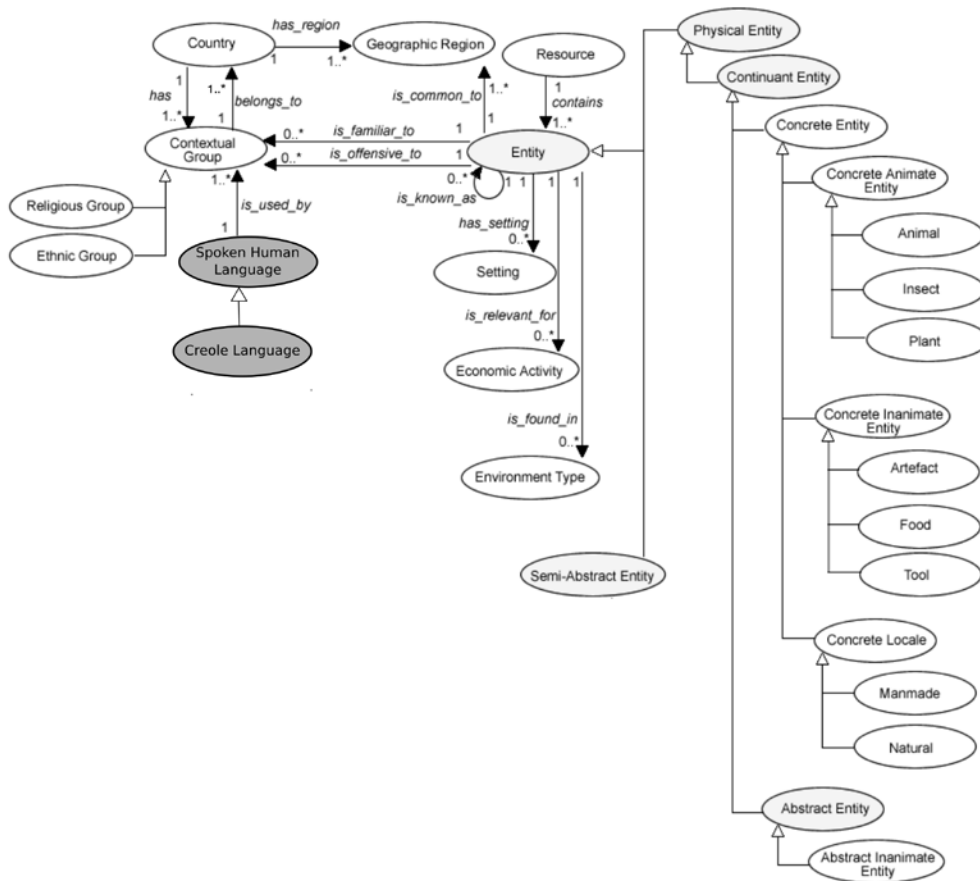 has_region
Country
1
1..*
Geographic Region
Resource
Physical Entity
Continuant Entity
1
has
1..*
1..*
belongs_to
1
is_common_to
1..*
1
1
contains
1..*
Contextual
Group
0..*
is_familiar_to
1
0..*
is_offensive_to
1
Entity
0..*
is_known_as
1
1
1
1
1..*
is_used_by
1
Religious Group
Ethnic Group
Spoken Human
Language
Creole Language
has_setting
0..*
Setting
is_relevant_for
0..*
Economic Activity
is_found_in
0..*
Environment Type
Semi-Abstract Entity
Concrete Entity
Concrete Animate
Entity
Animal
Insect
Plant
Concrete Inanimate
Entity
Artefact
Food
Tool
Concrete Locale
Manmade
Natural
Abstract Entity
Abstract Inanimate
Entity